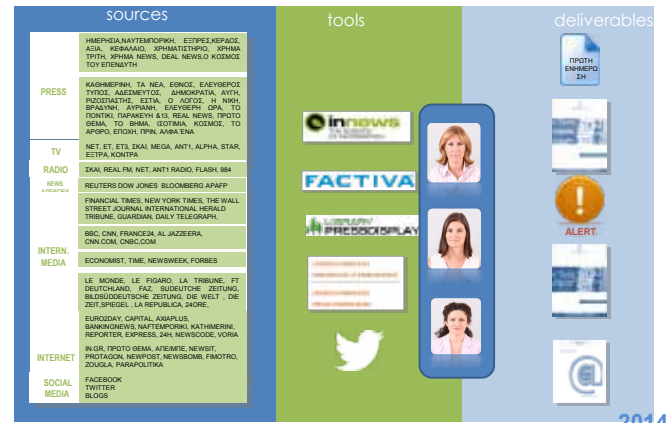 sources
tools
deliverables
PRESS
ΗΜΕΡΗΣΙΑ,ΝΑΥΤΕΜΠΟΡΙΚΗ, ΕΞΠΡΕΣ,ΚΕΡΔΟΣ,
ΑΞΙΑ, ΚΕΦΑΛΑΙΟ, ΧΡΗΜΑΤΙΣΤΗΡΙΟ, ΧΡΗΜΑ
ΤΡΙΤΗ, ΧΡΗΜΑ NEWS, DEAL NEWS,Ο ΚΟΣΜΟΣ
ΤΟΥ ΕΠΕΝΔΥΤΗ
ΚΑΘΗΜΕΡΙΝΗ, ΤΑ ΝΕΑ, ΕΘΝΟΣ, ΕΛΕΥΘΕΡΟΣ
ΤΥΠΟΣ, ΑΔΕΣΜΕΥΤΟΣ, ΔΗΜΟΚΡΑΤΙΑ, ΑΥΓΗ,
ΡΙΖΟΣΠΑΣΤΗΣ, ΕΣΤΙΑ, Ο ΛΟΓΟΣ, Η ΝΙΚΗ,
ΒΡΑΔΥΝΗ, ΑΥΡΙΑΝΗ, ΕΛΕΥΘΕΡΗ ΩΡΑ, ΤΟ
ΠΟΝΤΙΚΙ, ΠΑΡΑΚΕΥΗ &13, REAL NEWS, ΠΡΩΤΟ
ΘΕΜΑ, ΤΟ ΒΗΜΑ, ΙΣΟΤΙΜΙΑ, ΚΟΣΜΟΣ, ΤΟ
ΑΡΘΡΟ, ΕΠΟΧΗ, ΠΡΙΝ, ΑΛΦΑ ΈΝΑ
TV
NET, ET, ET3, ΣΚΑΙ, MEGA, ANT1, ALPHA, STAR,
ΕΞΤΡΑ, ΚΟΝΤΡΑ
RADIO
ΣΚΑΙ, REAL FM, NET, ANT1 RADIO, FLASH, 984
NEWS
AGENCIES
REUTERS DOW JONES BLOOMBERG APAFP
INTERN.
MEDIA
FINANCIAL TIMES, NEW YORK TIMES, THE WALL
STREET JOURNAL INTERNATIONAL HERALD
TRIBUNE, GUARDIAN, DAILY TELEGRAPH,
BBC, CNN, FRANCE24, AL JAZZEERA,
CNN.COM, CNBC,COM
ECONOMIST, TIME, NEWSWEEK, FORBES
LE MONDE, LE FIGARO, LA TRIBUNE, FT
DEUTCHLAND, FAZ, SUDEUTCHE ZEITUNG,
BILDSÜDDEUTSCHE ZEITUNG, DIE WELT , DIE
ZEIT,SPIEGEL , LA REPUBLICA, 24ORE,
INTERNET
EURO2DAY, CAPITAL, AXIAPLUS,
BANKINGNEWS, NAFTEMPORIKI, KATHIMERINI,
REPORTER, EXPRESS, 24H, NEWSCODE, VORIA
IN.GR, ΠΡΩΤΟ ΘΕΜΑ, ΑΠΕ/ΜΠΕ, NEWSIT,
PROTAGON, NEWPOST, NEWSBOMB, FIMOTRO,
ZOUGLA, PARAPOLITIKA
SOCIAL
MEDIA
FACEBOOK
TWITTER
BLOGS
innews
FACTIVA
LIBRARY
PRESSDISPLAY
ΠΡΩΤΗ
ΕΝΗΜΕΡΩ
ΣΗ
ALERT
2014